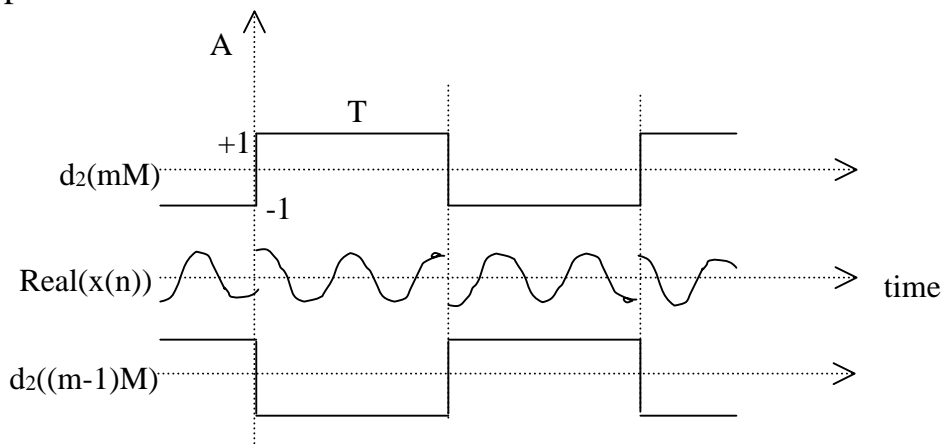 A
T
+1
d₂(mM)
-1
Real(x(n))
time
d₂((m-1)M)